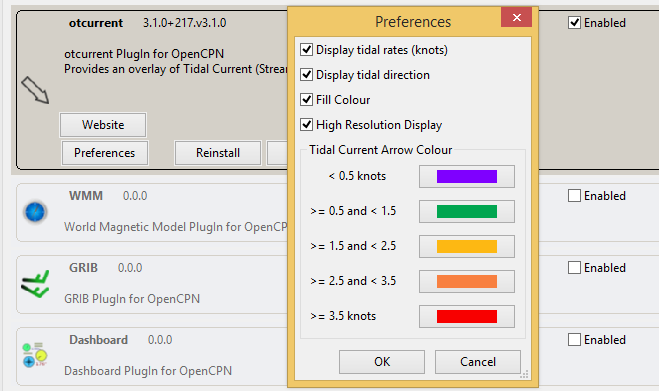 otcurrent 3.1.0+217.v3.1.0
Enabled
otcurrent PlugIn for OpenCPN
Provides an overlay of Tidal Current (Strea
Website
Preferences
Reinstall
WMM 0.0.0
Enabled
World Magnetic Model PlugIn for OpenCP
GRIB 0.0.0
Enabled
GRIB PlugIn for OpenCPN
Dashboard 0.0.0
Enabled
Dashboard PlugIn for OpenCPN
Preferences
Display tidal rates (knots)
Display tidal direction
Fill Colour
High Resolution Display
Tidal Current Arrow Colour
< 0.5 knots
>= 0.5 and < 1.5
>= 1.5 and < 2.5
>= 2.5 and < 3.5
>= 3.5 knots
OK
Cancel